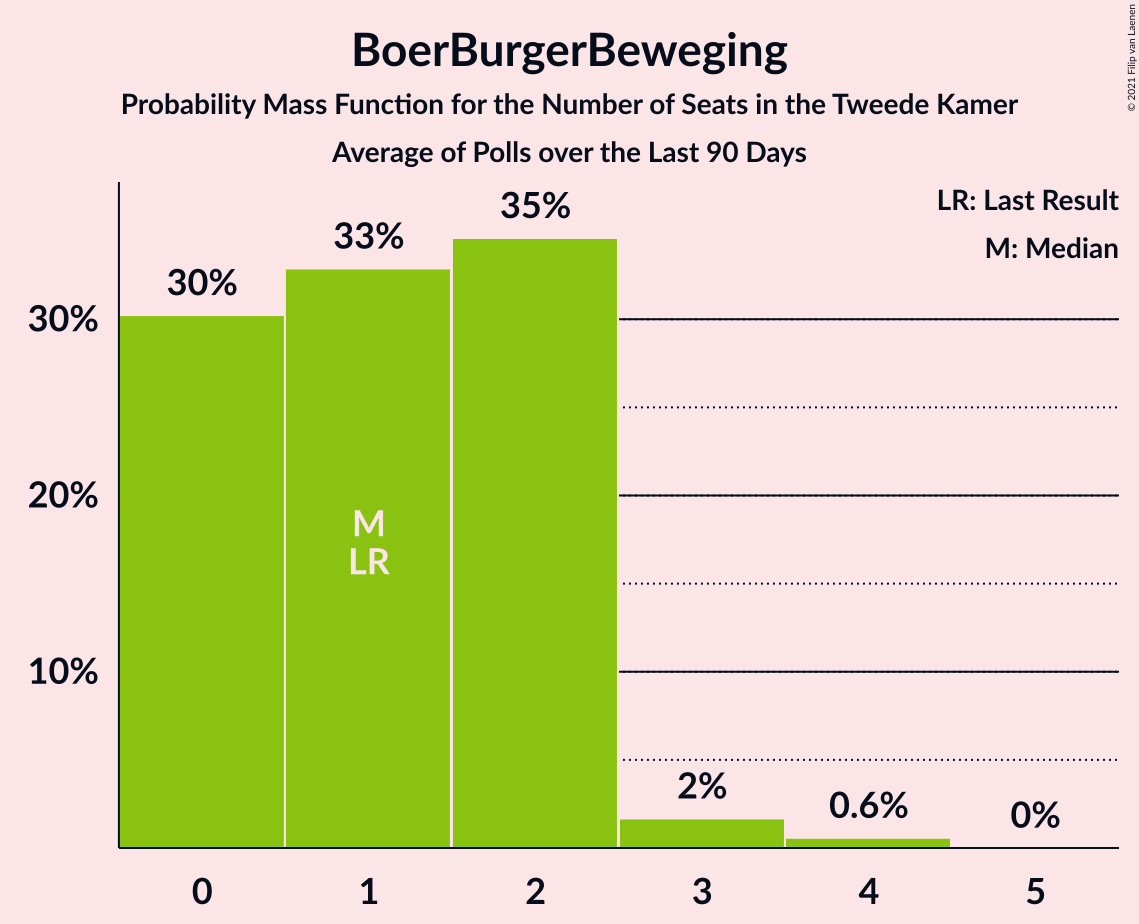 BoerBurgerBeweging
Probability Mass Function for the Number of Seats in the Tweede Kamer
Average of Polls over the Last 90 Days
© 2021 Filip van Laenen
LR: Last Result
M: Median
30%
33%
35%
2%
0.6%
0%
30%
20%
10%
M
LR
0
1
2
3
4
5